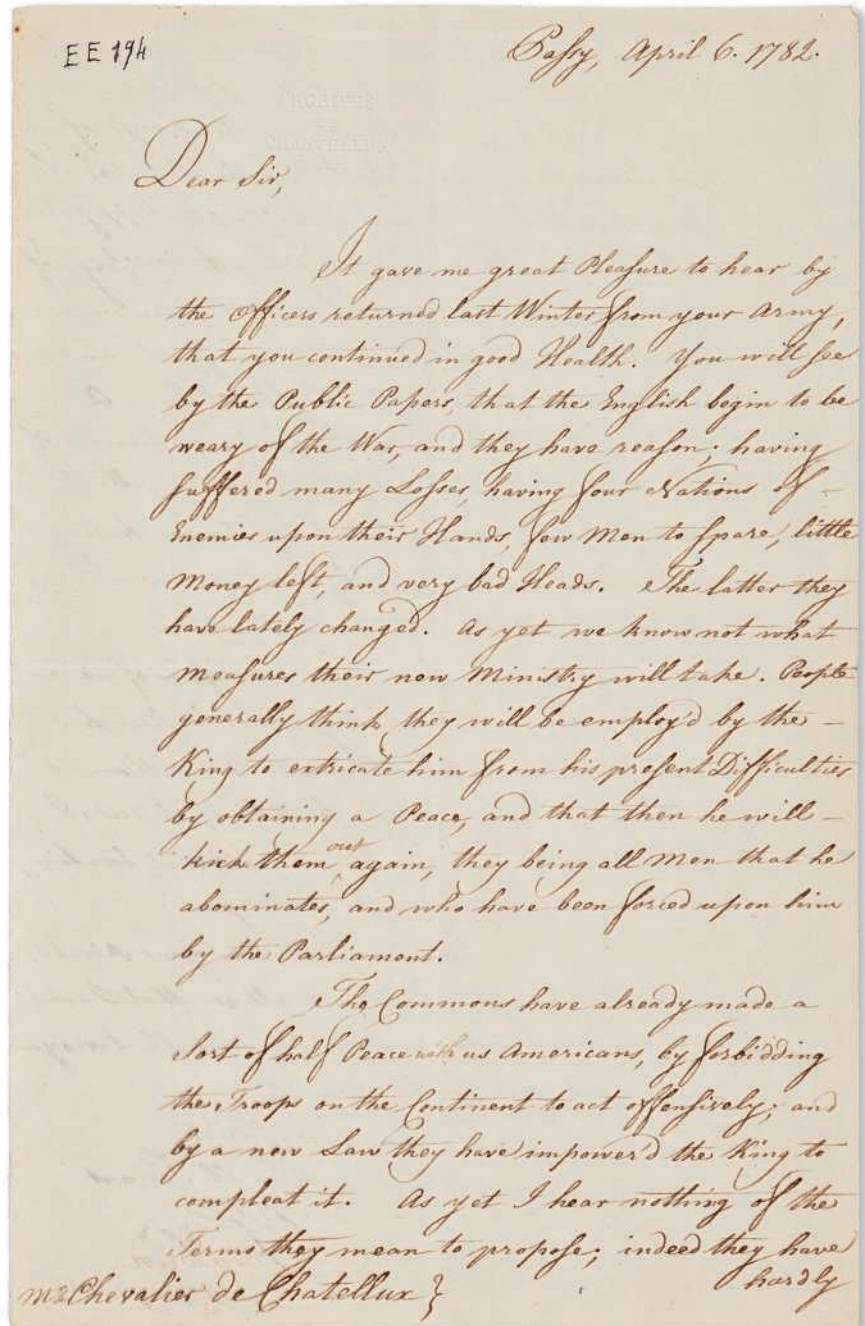 EE 194
Passy, April 6. 1782.
ARCHIVES
DE
CHASTELLUX
Dear Sir,
It gave me great Pleasure to hear by
the Officers returned last Winter from your Army,
that you continued in good Health. You will see
by the Public Papers, that the English begin to be
weary of the War, and they have reason; having
suffered many Losses, having four Nations of –
Enemies upon their Hands, few Men to spare, little
Money left, and very bad Heads. The latter they
have lately changed. As yet we know not what
Measures their new Ministry will take. People
generally think they will be employ'd by the –
King to extricate him from his present Difficulties
by obtaining a Peace, and that then he will –
kick them out again, they being all Men that he
abominates, and who have been forced upon him
by the Parliament.
The Commons have already made a
Sort of half Peace with us Americans, by forbidding
the Troops on the Continent to act offensively; and
by a new Law they have impower'd the King to
compleat it. As yet I hear nothing of the
Terms they mean to propose; indeed they have
hardly
Chevalier de Chatellux }